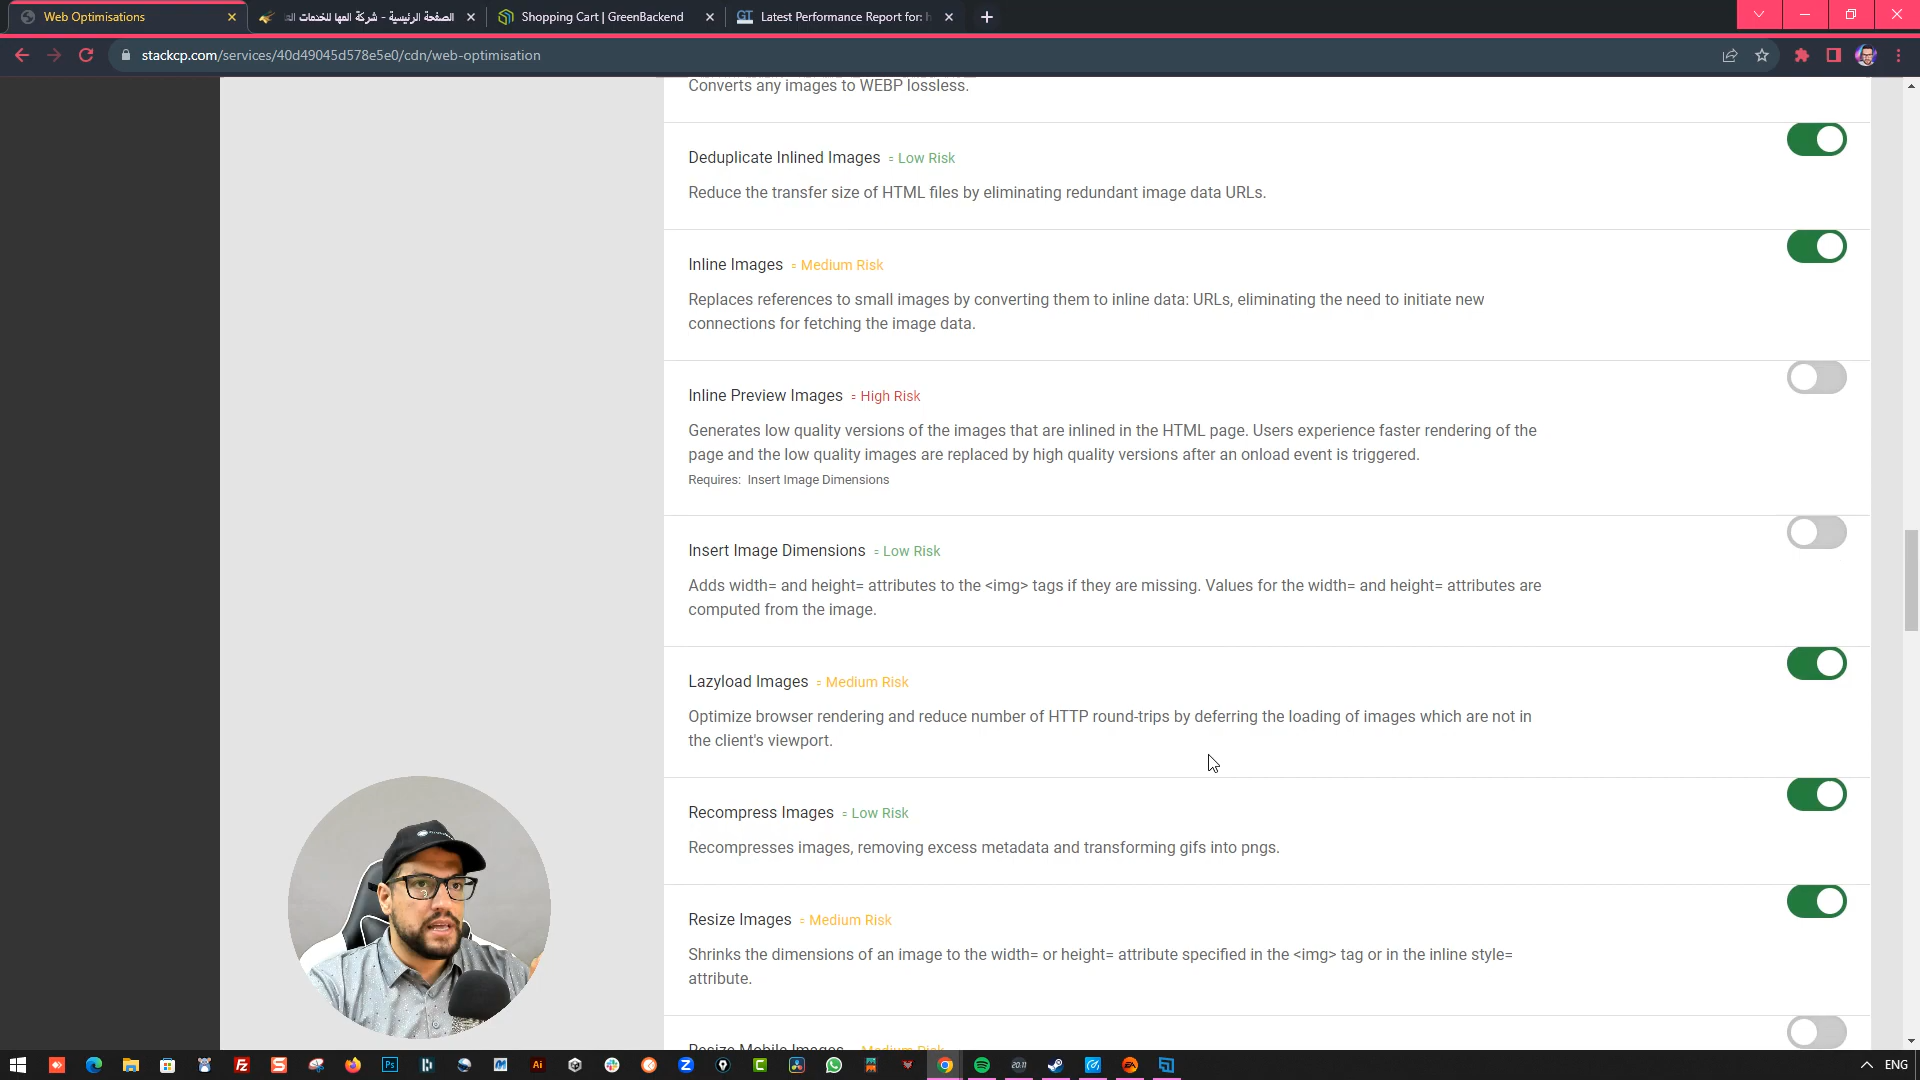 Web Optimisations
الصفحة الرئيسية - شركة المها للخدمات
Shopping Cart | GreenBackend
Latest Performance Report for: h
stackcp.com/services/40d49045d578e5e0/cdn/web-optimisation
Converts any images to WEBP lossless.
Deduplicate Inlined Images = Low Risk
Reduce the transfer size of HTML files by eliminating redundant image data URLs.
Inline Images = Medium Risk
Replaces references to small images by converting them to inline data: URLs, eliminating the need to initiate new
connections for fetching the image data.
Inline Preview Images = High Risk
Generates low quality versions of the images that are inlined in the HTML page. Users experience faster rendering of the
page and the low quality images are replaced by high quality versions after an onload event is triggered.
Requires: Insert Image Dimensions
Insert Image Dimensions = Low Risk
Adds width= and height= attributes to the <img> tags if they are missing. Values for the width= and height= attributes are
computed from the image.
Lazyload Images = Medium Risk
Optimize browser rendering and reduce number of HTTP round-trips by deferring the loading of images which are not in
the client's viewport.
Recompress Images = Low Risk
Recompresses images, removing excess metadata and transforming gifs into pngs.
Resize Images = Medium Risk
Shrinks the dimensions of an image to the width= or height= attribute specified in the <img> tag or in the inline style=
attribute.
Resize Mobile Images = Medium Risk
ENG